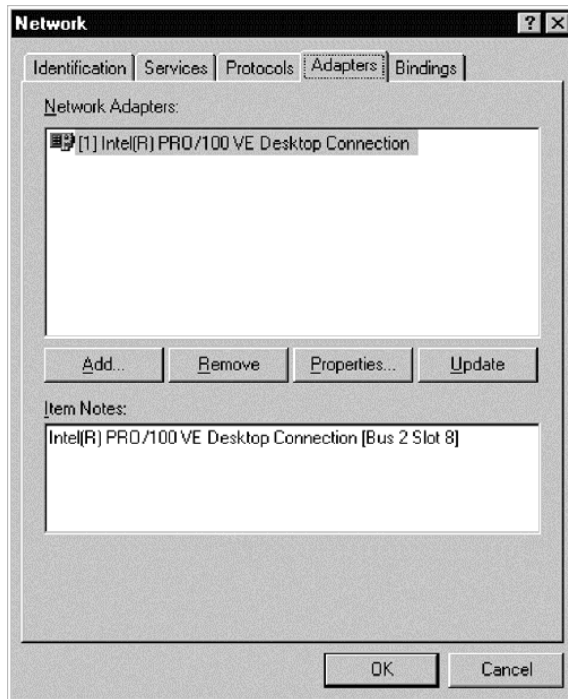 Network
Identification Services Protocols Adapters Bindings
Network Adapters:
[1] Intel(R) PRO/100 VE Desktop Connection
Add... Remove Properties... Update
Item Notes:
Intel(R) PRO/100 VE Desktop Connection [Bus 2 Slot 8]
OK Cancel